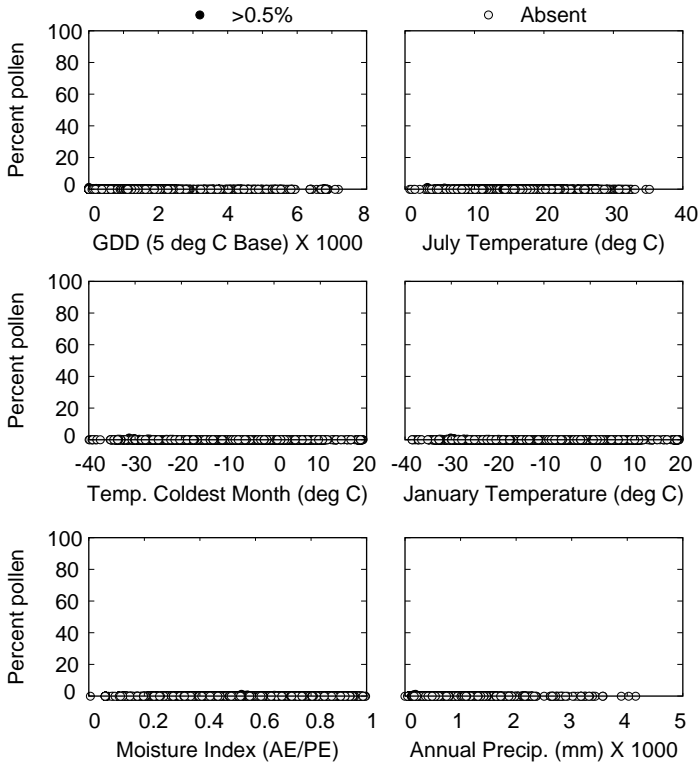 >0.5% Absent
100
80
60
40
20
0
Percent pollen
0 2 4 6 8
GDD (5 deg C Base) X 1000
0 10 20 30 40
July Temperature (deg C)
100
80
60
40
20
0
Percent pollen
-40 -30 -20 -10 0 10 20
Temp. Coldest Month (deg C)
-40 -30 -20 -10 0 10 20
January Temperature (deg C)
100
80
60
40
20
0
Percent pollen
0 0.2 0.4 0.6 0.8 1
Moisture Index (AE/PE)
0 1 2 3 4 5
Annual Precip. (mm) X 1000